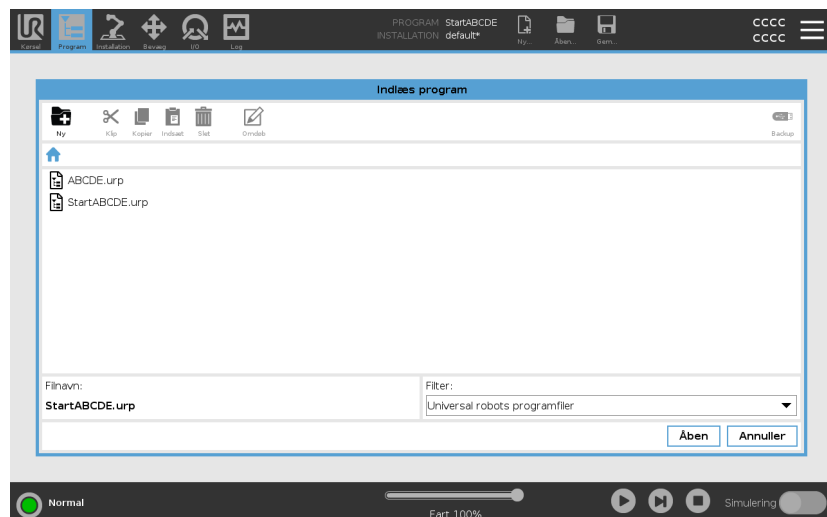 UR
PROGRAM StartABCDE
INSTALLATION default*
Ny... Åben... Gem...
CCCC
CCCC
Kørsel Program Installation Bevæg I/O Log
Indlæs program
Ny Klip Kopier Indsæt Slet Omdøb Backup
ABCDE.urp
StartABCDE.urp
Filnavn: Filter:
StartABCDE.urp Universal robots programfiler
Åben Annuller
Normal Fart 100% Simulering